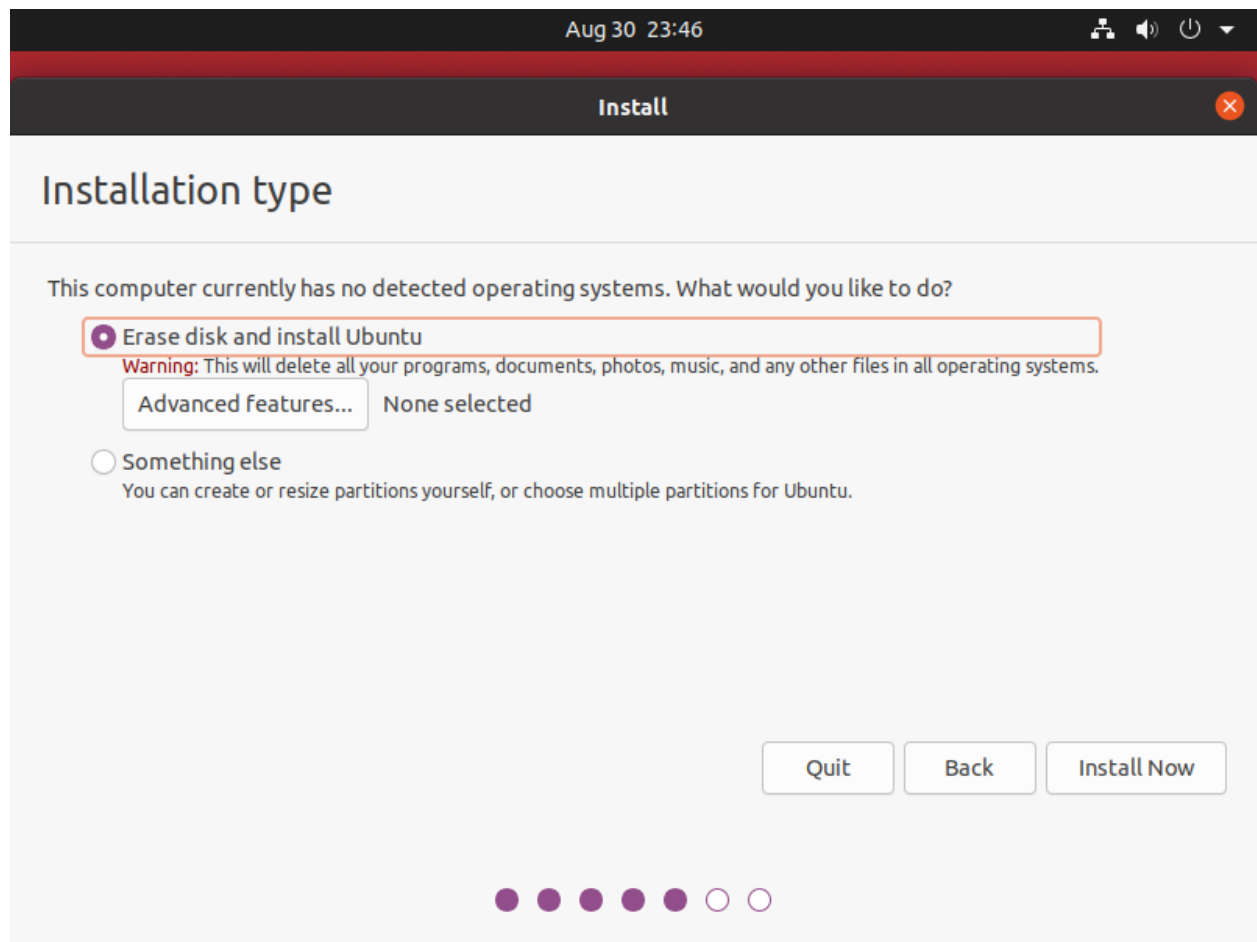 Aug 30 23:46
Install
Installation type
This computer currently has no detected operating systems. What would you like to do?
Erase disk and install Ubuntu
Warning: This will delete all your programs, documents, photos, music, and any other files in all operating systems.
Advanced features... None selected
Something else
You can create or resize partitions yourself, or choose multiple partitions for Ubuntu.
Quit Back Install Now